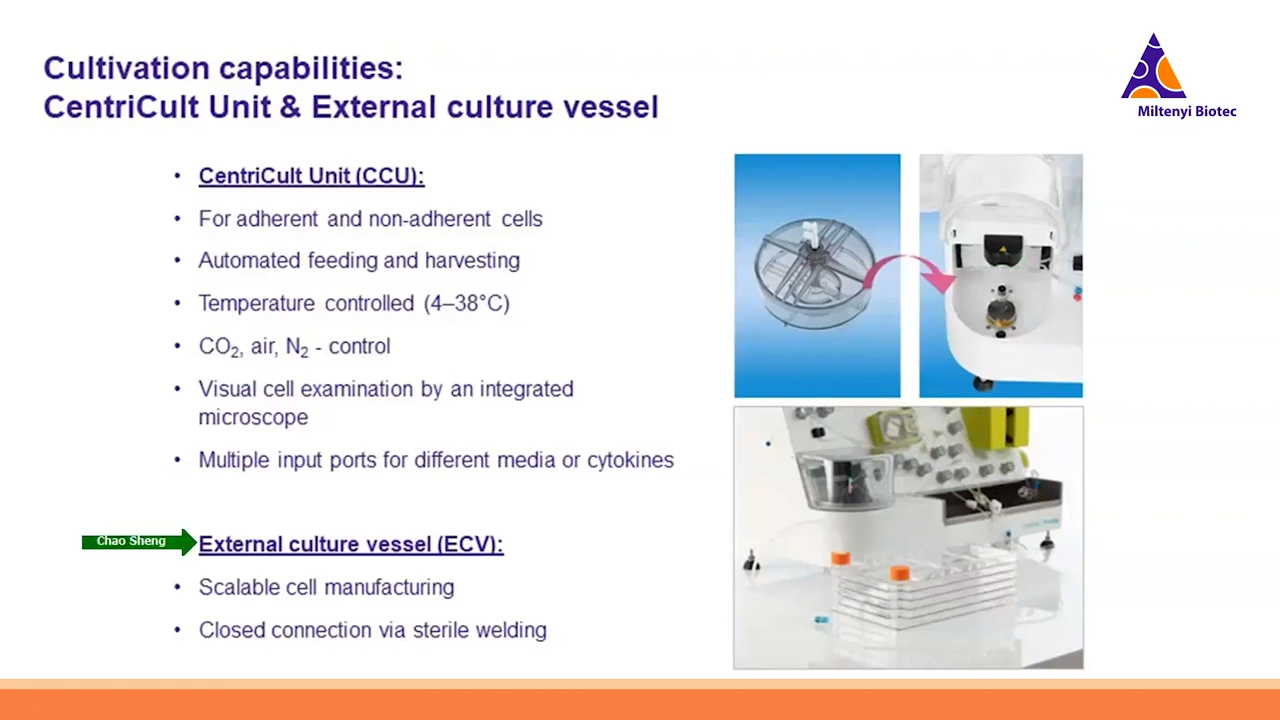 Cultivation capabilities:
CentriCult Unit & External culture vessel
Miltenyi Biotec
• CentriCult Unit (CCU):
• For adherent and non-adherent cells
• Automated feeding and harvesting
• Temperature controlled (4–38°C)
• CO₂, air, N₂ - control
• Visual cell examination by an integrated
microscope
• Multiple input ports for different media or cytokines
Chao Sheng
External culture vessel (ECV):
• Scalable cell manufacturing
• Closed connection via sterile welding